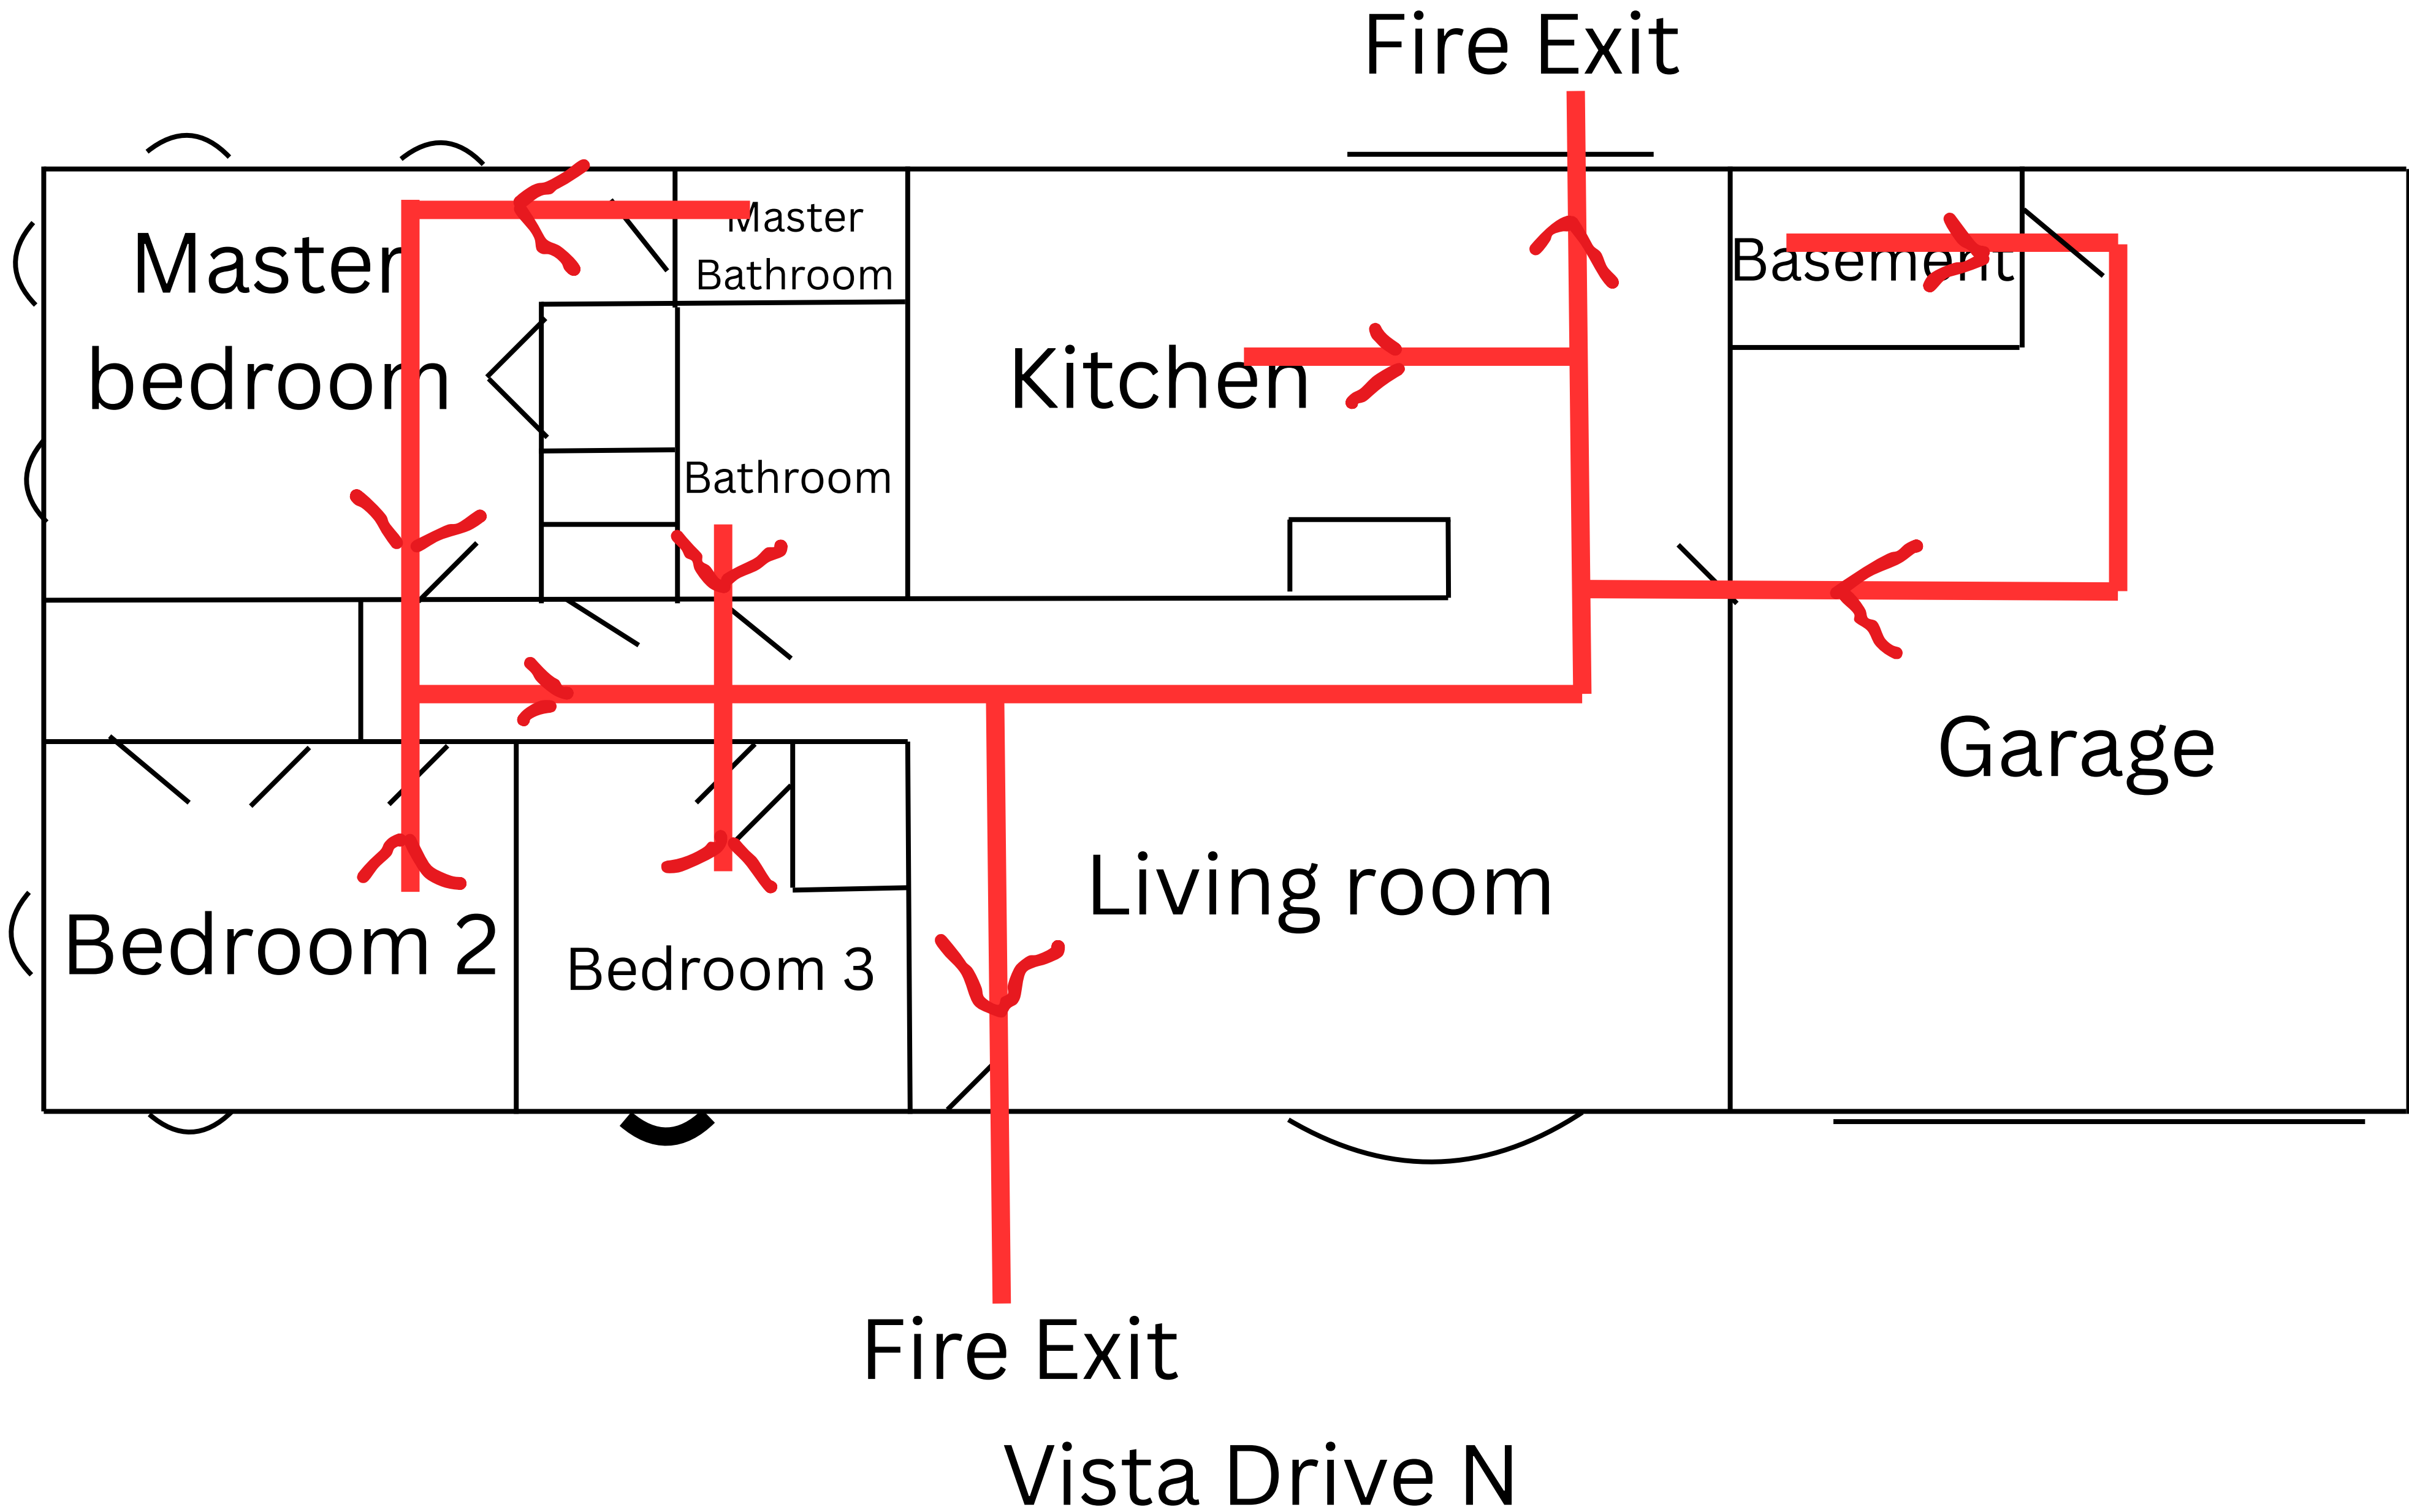 Fire Exit
Master
bedroom
Master
Bathroom
Basement
Kitchen
Bathroom
Garage
Living room
Bedroom 2
Bedroom 3
Fire Exit
Vista Drive N